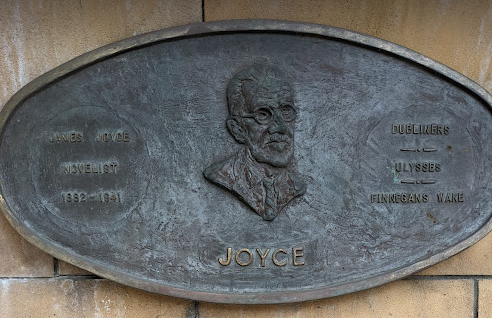 JAMES JOYCE
NOVELIST
1882-1941
DUBLINERS
ULYSSES
FINNEGANS WAKE
JOYCE